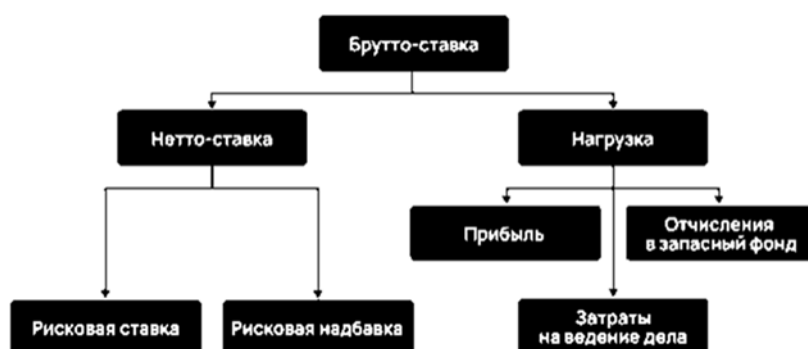 Брутто-ставка
Нетто-ставка
Нагрузка
Прибыль
Отчисления
в запасный фонд
Рисковая ставка
Рисковая надбавка
Затраты
на ведение дела